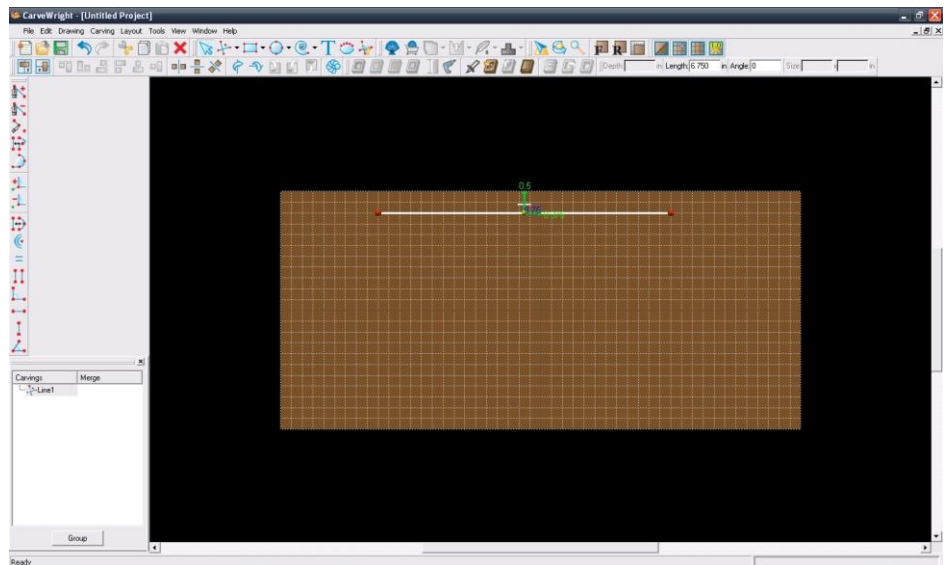 CarveWright - [Untitled Project]
File Edit Drawing Carving Layout Tools View Window Help
T F R
Depth: in Length: 6.750 in Angle: 0 Size: x in
0.5
Carvings Merge
Line1
Group
Ready